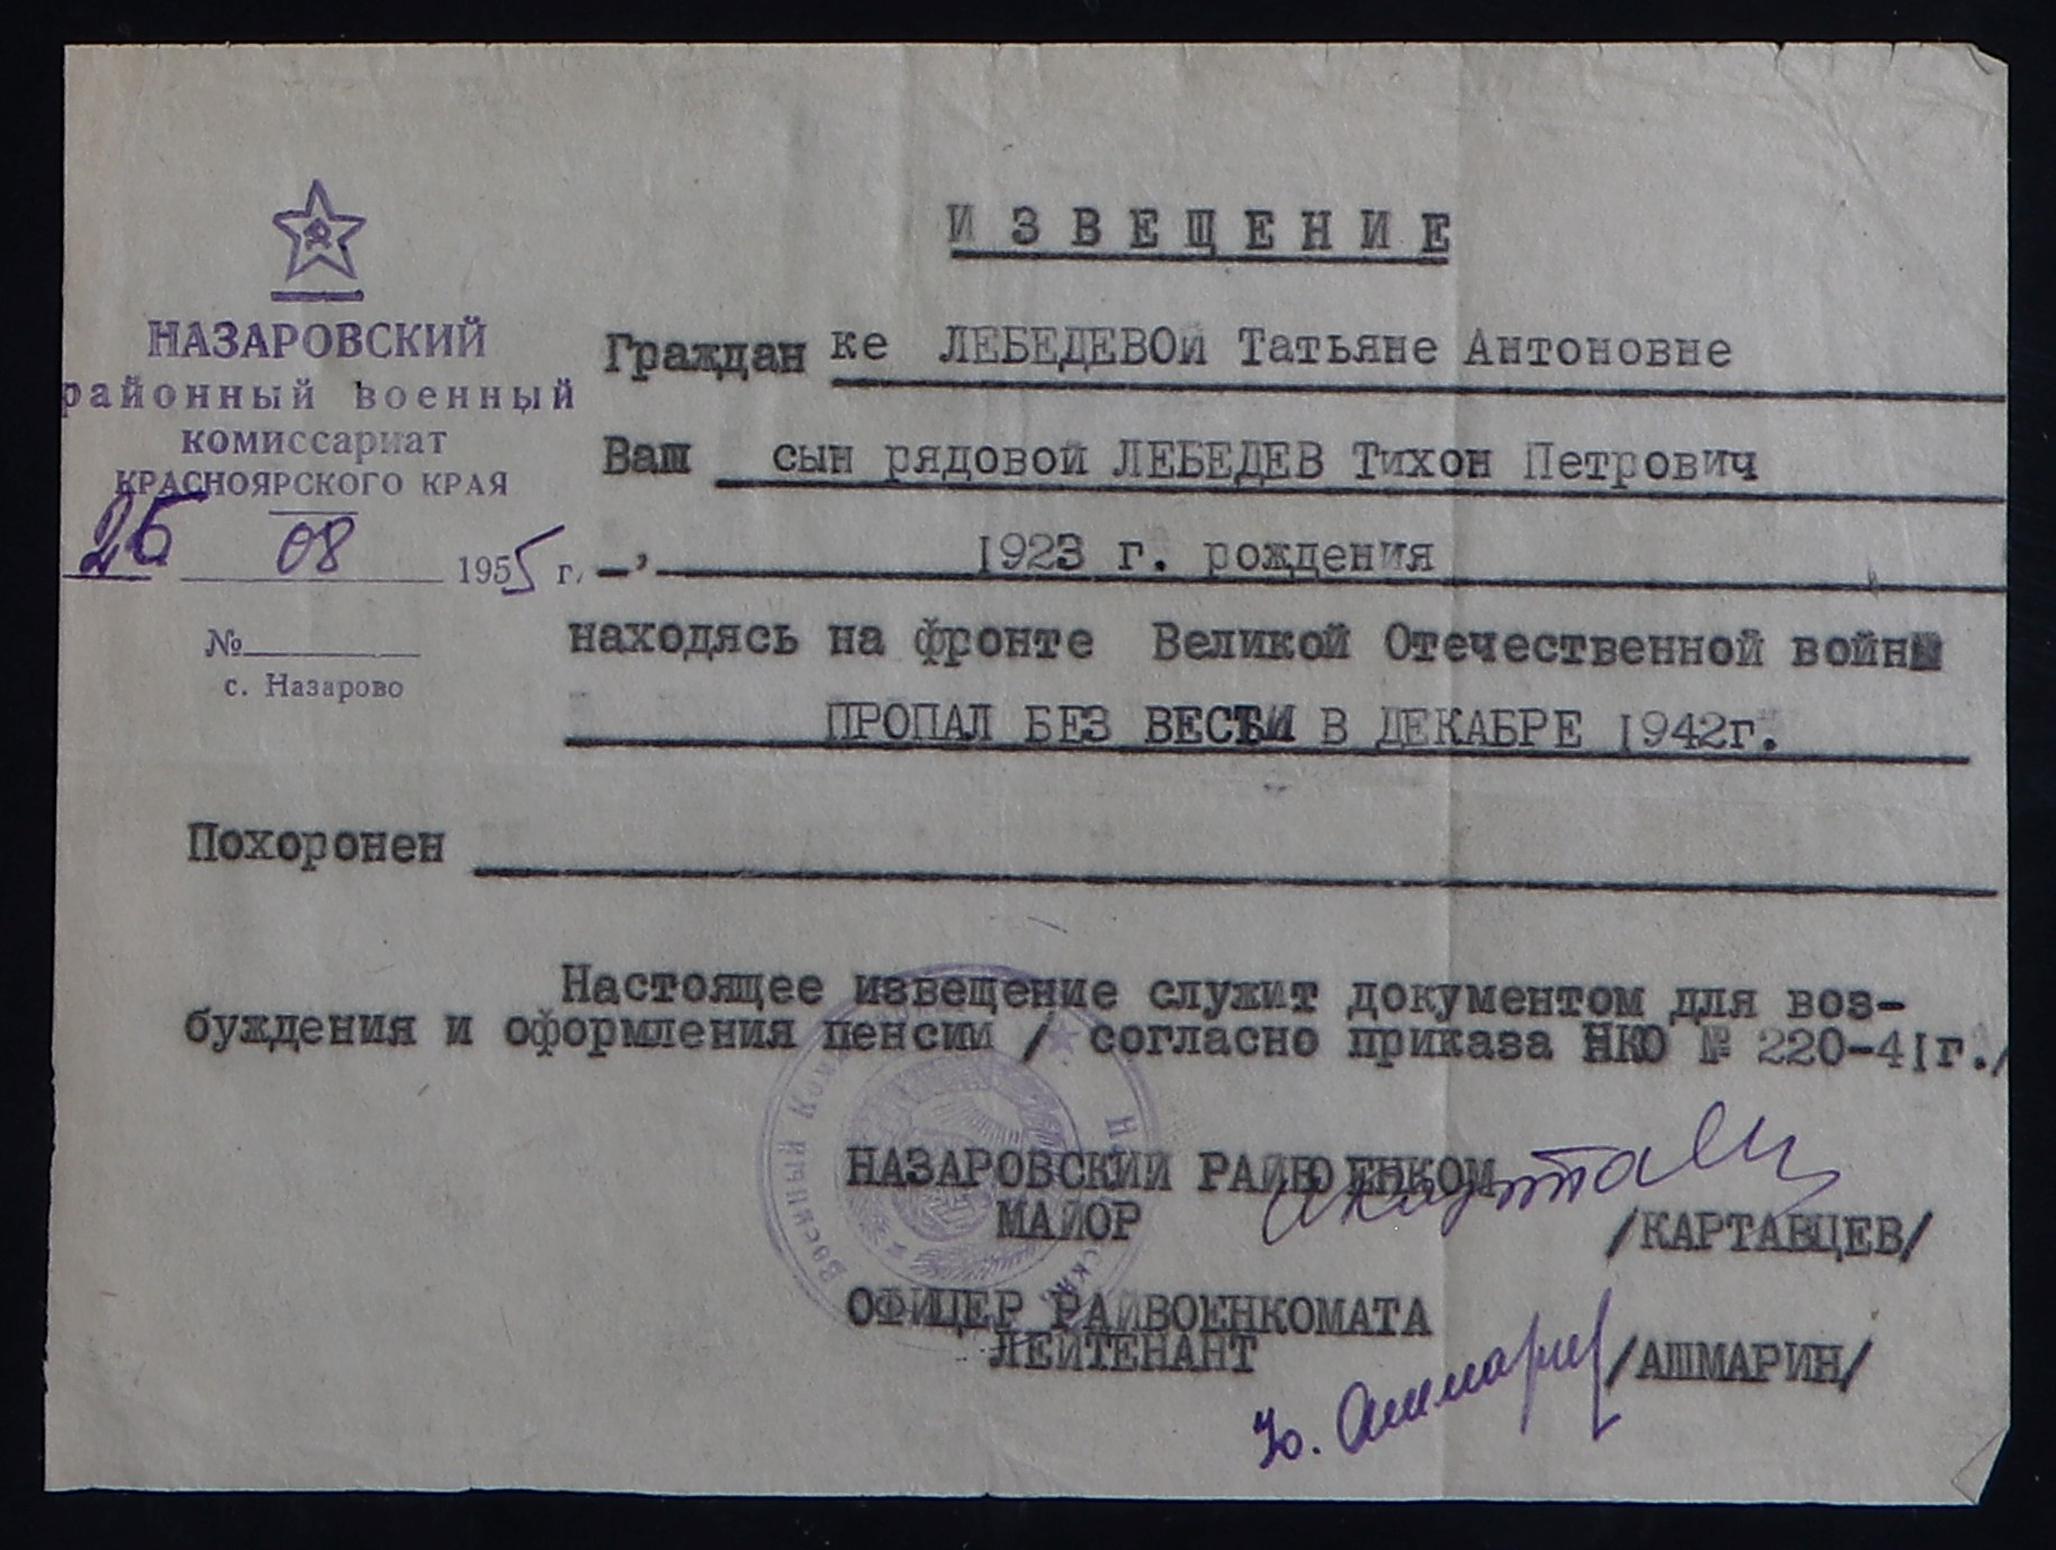 ИЗВЕЩЕНИЕ
НАЗАРОВСКИЙ
районный военный
комиссариат
КРАСНОЯРСКОГО КРАЯ
26 08 1955 г.
№
с. Назарово
Гражданке ЛЕБЕДЕВОЙ Татьяне Антоновне
Ваш сын рядовой ЛЕБЕДЕВ Тихон Петрович
, 1923 г. рождения
находясь на фронте Великой Отечественной войны
ПРОПАЛ БЕЗ ВЕСТИ В ДЕКАБРЕ 1942г.
Похоронен
Настоящее извещение служит документом для воз-
буждения и оформления пенсии / согласно приказа НКО № 220-41г./
НАЗАРОВСКИЙ РАЙВОЕНКОМ
МАЙОР
/КАРТАВЦЕВ/
ОФИЦЕР РАЙВОЕНКОМАТА
ЛЕЙТЕНАНТ
/АШМАРИН/
Ю. Ашмарин
Военный